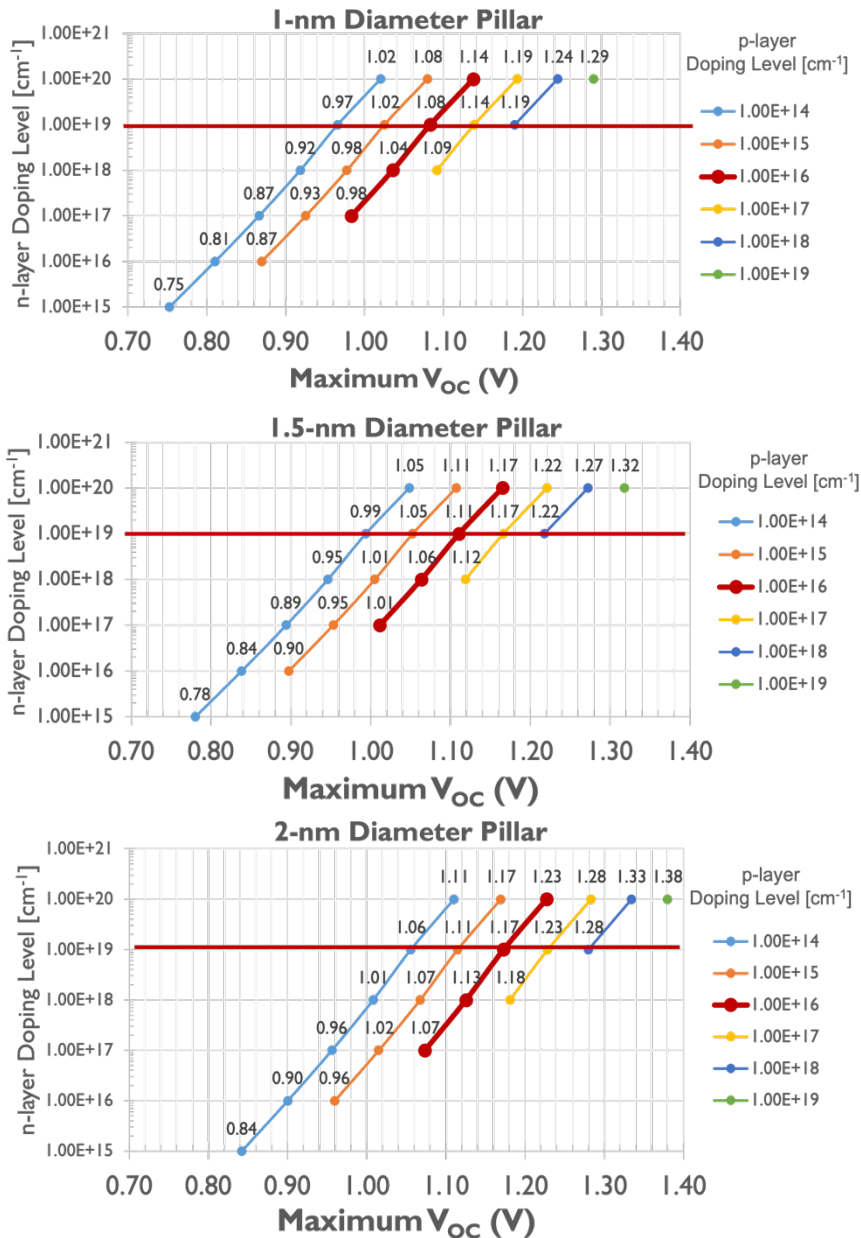 1-nm Diameter Pillar
p-layer
Doping Level [cm⁻¹]
n-layer Doping Level [cm⁻¹]
1.00E+21
1.00E+20
1.00E+19
1.00E+18
1.00E+17
1.00E+16
1.00E+15
1.02 1.08 1.14 1.19 1.24 1.29
0.97 1.02 1.08 1.14 1.19
0.92 0.98 1.04 1.09
0.87 0.93 0.98
0.81 0.87
0.75
1.00E+14
1.00E+15
1.00E+16
1.00E+17
1.00E+18
1.00E+19
0.70 0.80 0.90 1.00 1.10 1.20 1.30 1.40
Maximum VOC (V)
1.5-nm Diameter Pillar
p-layer
Doping Level [cm⁻¹]
n-layer Doping Level [cm⁻¹]
1.00E+21
1.00E+20
1.00E+19
1.00E+18
1.00E+17
1.00E+16
1.00E+15
1.05 1.11 1.17 1.22 1.27 1.32
0.99 1.05 1.11 1.17 1.22
0.95 1.01 1.06 1.12
0.89 0.95 1.01
0.84 0.90
0.78
1.00E+14
1.00E+15
1.00E+16
1.00E+17
1.00E+18
1.00E+19
0.70 0.80 0.90 1.00 1.10 1.20 1.30 1.40
Maximum VOC (V)
2-nm Diameter Pillar
p-layer
Doping Level [cm⁻¹]
n-layer Doping Level [cm⁻¹]
1.00E+21
1.00E+20
1.00E+19
1.00E+18
1.00E+17
1.00E+16
1.00E+15
1.11 1.17 1.23 1.28 1.33 1.38
1.06 1.11 1.17 1.23 1.28
1.01 1.07 1.13 1.18
0.96 1.02 1.07
0.90 0.96
0.84
1.00E+14
1.00E+15
1.00E+16
1.00E+17
1.00E+18
1.00E+19
0.70 0.80 0.90 1.00 1.10 1.20 1.30 1.40
Maximum VOC (V)